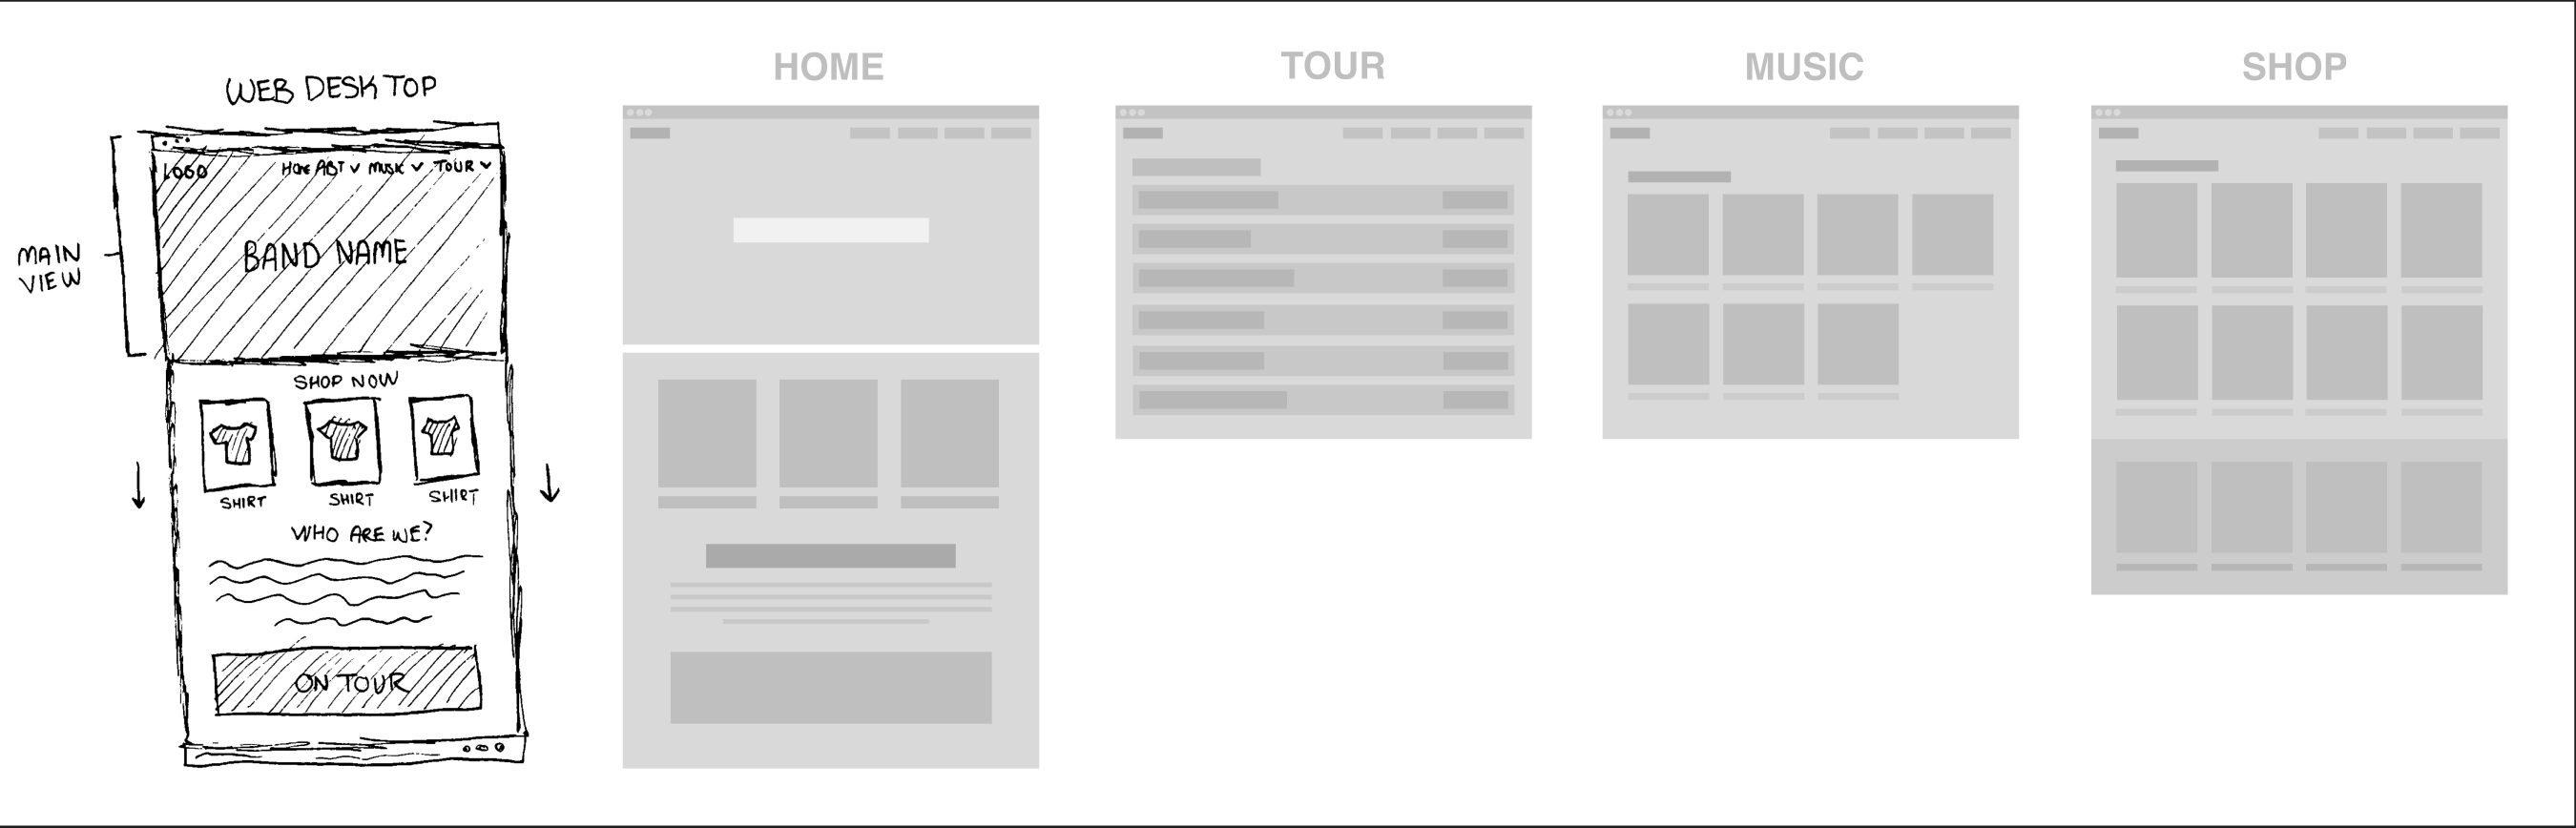 WEB DESKTOP
MAIN
VIEW
LOGO HOME ABT MUSIC TOUR
BAND NAME
SHOP NOW
SHIRT SHIRT SHIRT
WHO ARE WE?
ON TOUR
HOME
TOUR
MUSIC
SHOP